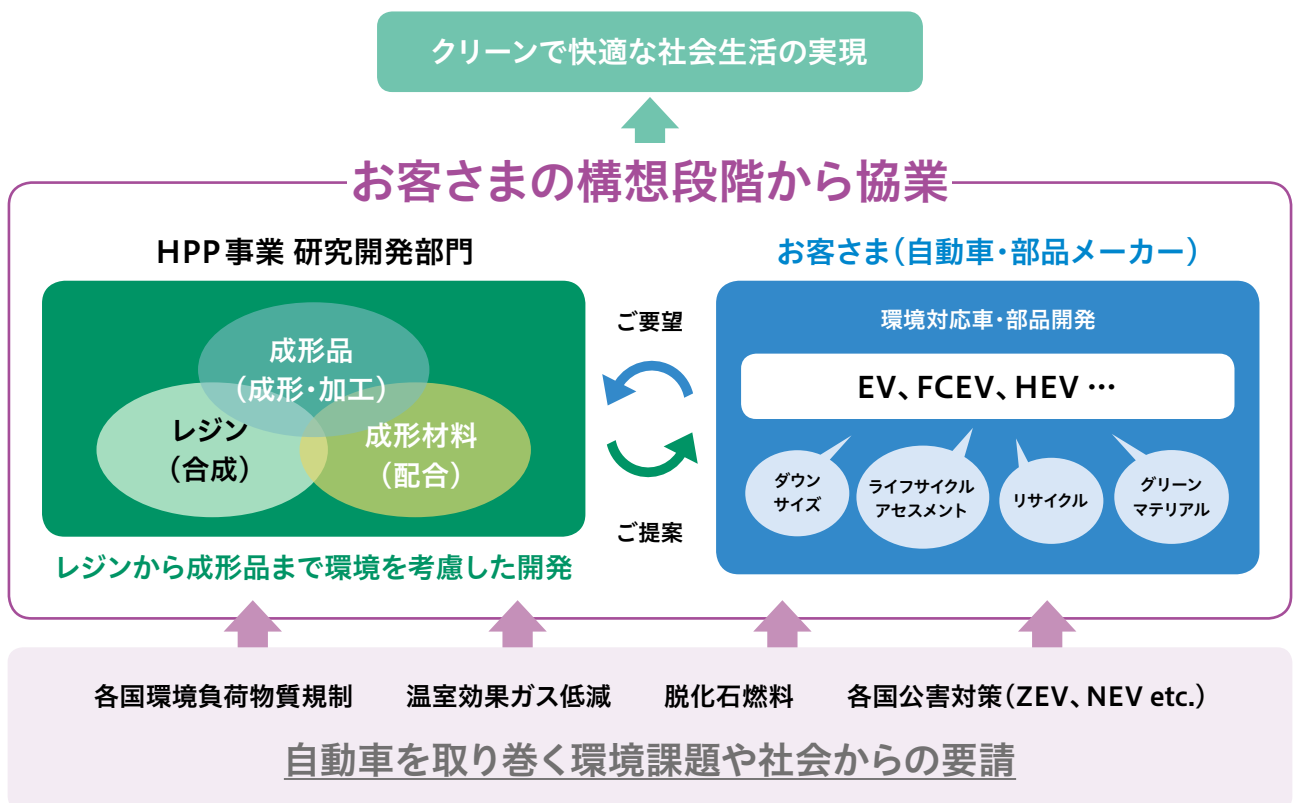 クリーンで快適な社会生活の実現
お客さまの構想段階から協業
HPP事業 研究開発部門
成形品
（成形・加工）
レジン
（合成）
成形材料
（配合）
レジンから成形品まで環境を考慮した開発
ご要望
ご提案
お客さま（自動車・部品メーカー）
環境対応車・部品開発
EV、FCEV、HEV …
ダウン
サイズ
ライフサイクル
アセスメント
リサイクル
グリーン
マテリアル
各国環境負荷物質規制
温室効果ガス低減
脱化石燃料
各国公害対策（ZEV、NEV etc.）
自動車を取り巻く環境課題や社会からの要請